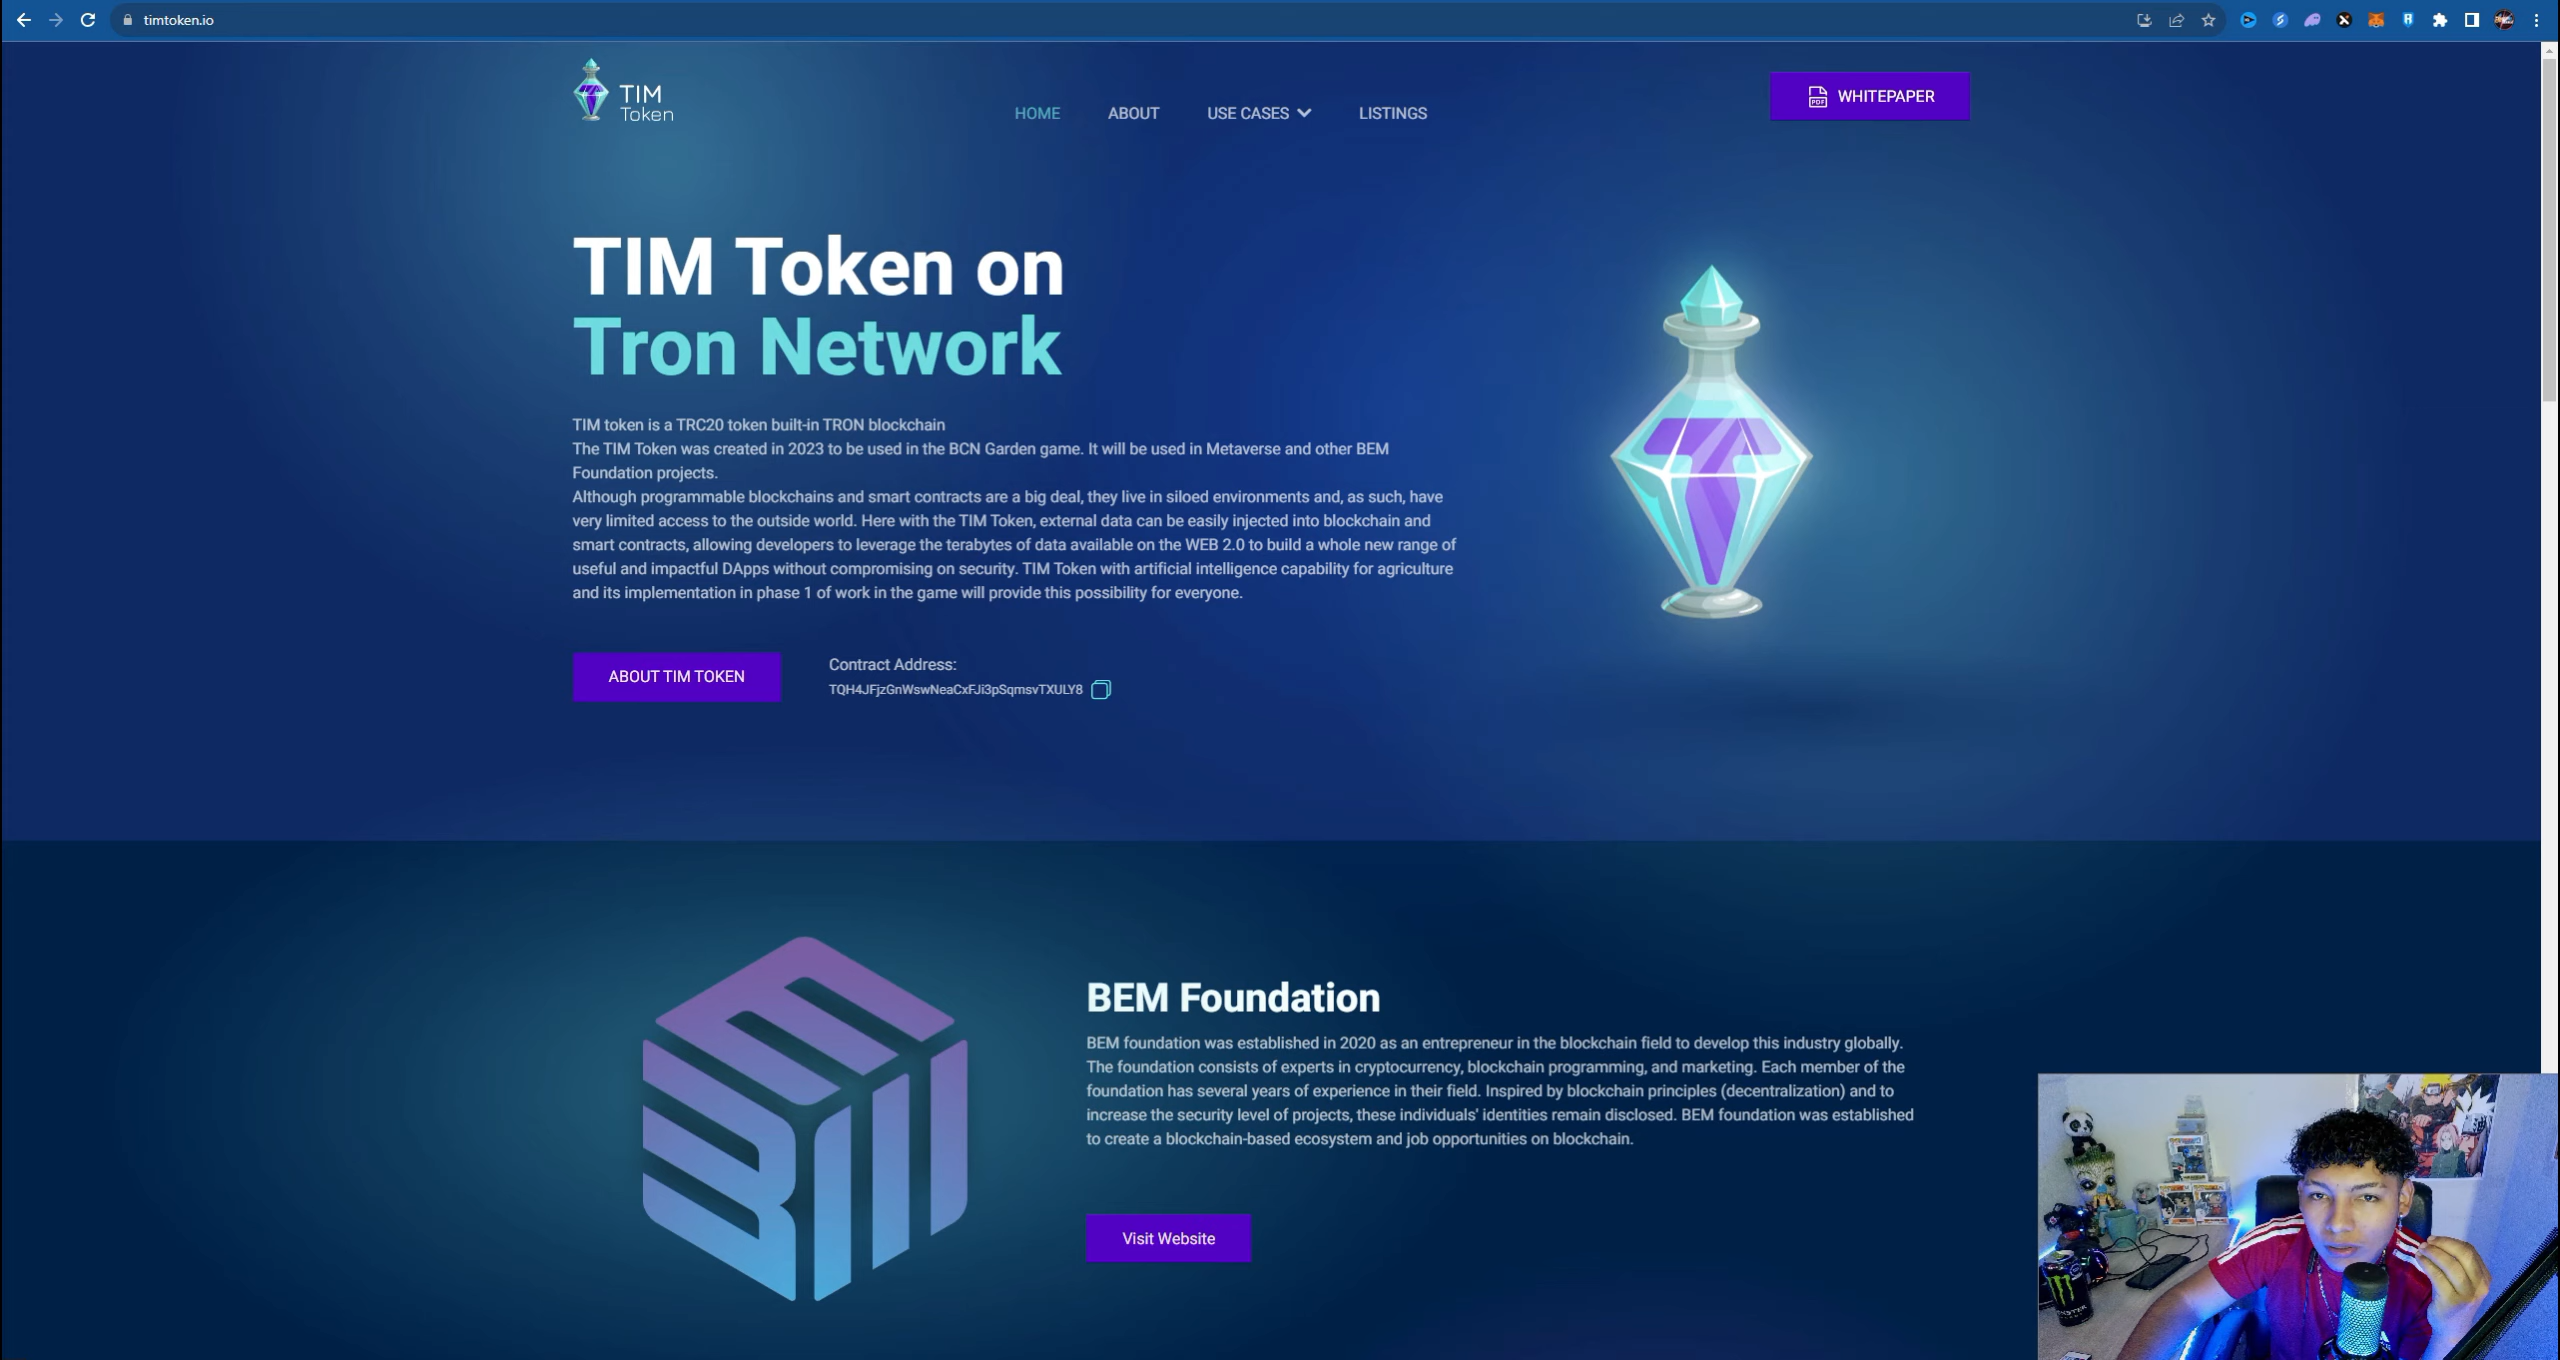 timtoken.io
TIM
Token
HOME
ABOUT
USE CASES
LISTINGS
WHITEPAPER
TIM Token on
Tron Network
TIM token is a TRC20 token built-in TRON blockchain
The TIM Token was created in 2023 to be used in the BCN Garden game. It will be used in Metaverse and other BEM
Foundation projects.
Although programmable blockchains and smart contracts are a big deal, they live in siloed environments and, as such, have
very limited access to the outside world. Here with the TIM Token, external data can be easily injected into blockchain and
smart contracts, allowing developers to leverage the terabytes of data available on the WEB 2.0 to build a whole new range of
useful and impactful DApps without compromising on security. TIM Token with artificial intelligence capability for agriculture
and its implementation in phase 1 of work in the game will provide this possibility for everyone.
ABOUT TIM TOKEN
Contract Address:
TQH4JFjzGnWswNeaCxFJi3pSqmsvTXULY8
BEM Foundation
BEM foundation was established in 2020 as an entrepreneur in the blockchain field to develop this industry globally.
The foundation consists of experts in cryptocurrency, blockchain programming, and marketing. Each member of the
foundation has several years of experience in their field. Inspired by blockchain principles (decentralization) and to
increase the security level of projects, these individuals' identities remain disclosed. BEM foundation was established
to create a blockchain-based ecosystem and job opportunities on blockchain.
Visit Website
MONSTER